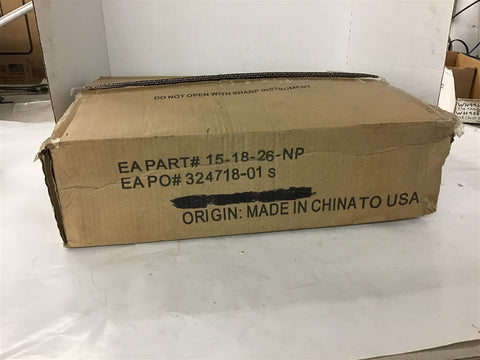 DO NOT OPEN WITH SHARP INSTRUMENT
EA PART# 15-18-26-NP
EA PO# 324718-01 S
ORIGIN: MADE IN CHINA TO USA